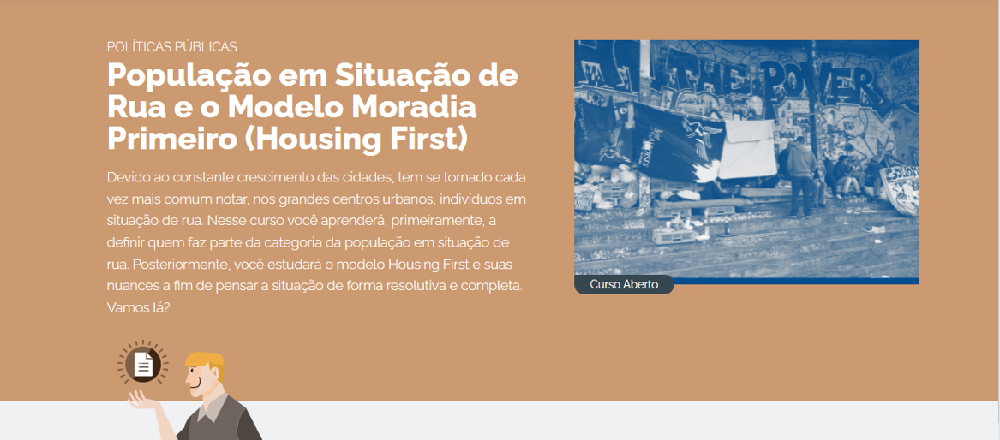 POLÍTICAS PÚBLICAS
População em Situação de
Rua e o Modelo Moradia
Primeiro (Housing First)
Devido ao constante crescimento das cidades, tem se tornado cada
vez mais comum notar, nos grandes centros urbanos, indivíduos em
situação de rua. Nesse curso você aprenderá, primeiramente, a
definir quem faz parte da categoria da população em situação de
rua. Posteriormente, você estudará o modelo Housing First e suas
nuances a fim de pensar a situação de forma resolutiva e completa.
Vamos lá?
THE POWER
Curso Aberto